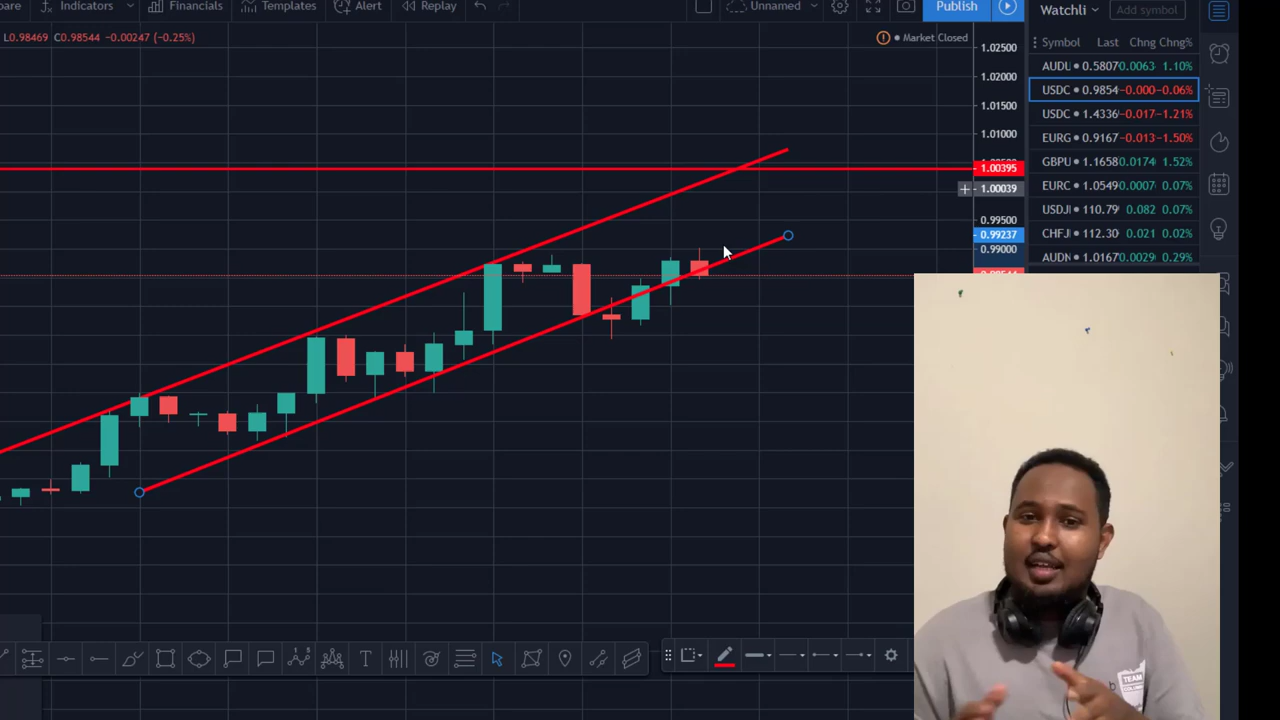 Indicators
Financials
Templates
Alert
Replay
Unnamed
Publish
Watchli
Add symbol
L0.98469 C0.98544 −0.00247 (−0.25%)
Market Closed
Symbol Last Chng Chng%
AUDU 0.5807 0.0063 1.10%
USDC 0.9854 −0.000 −0.06%
USDC 1.4336 −0.017 −1.21%
EURG 0.9167 −0.013 −1.50%
GBPU 1.1658 0.0174 1.52%
EURC 1.0549 0.0007 0.07%
USDJ 110.79 0.082 0.07%
CHFJ 112.30 0.021 0.02%
AUDN 1.0167 0.0029 0.29%
1.02500
1.02000
1.01500
1.01000
1.00395
1.00039
0.99500
0.99237
0.99000
T
TEAM